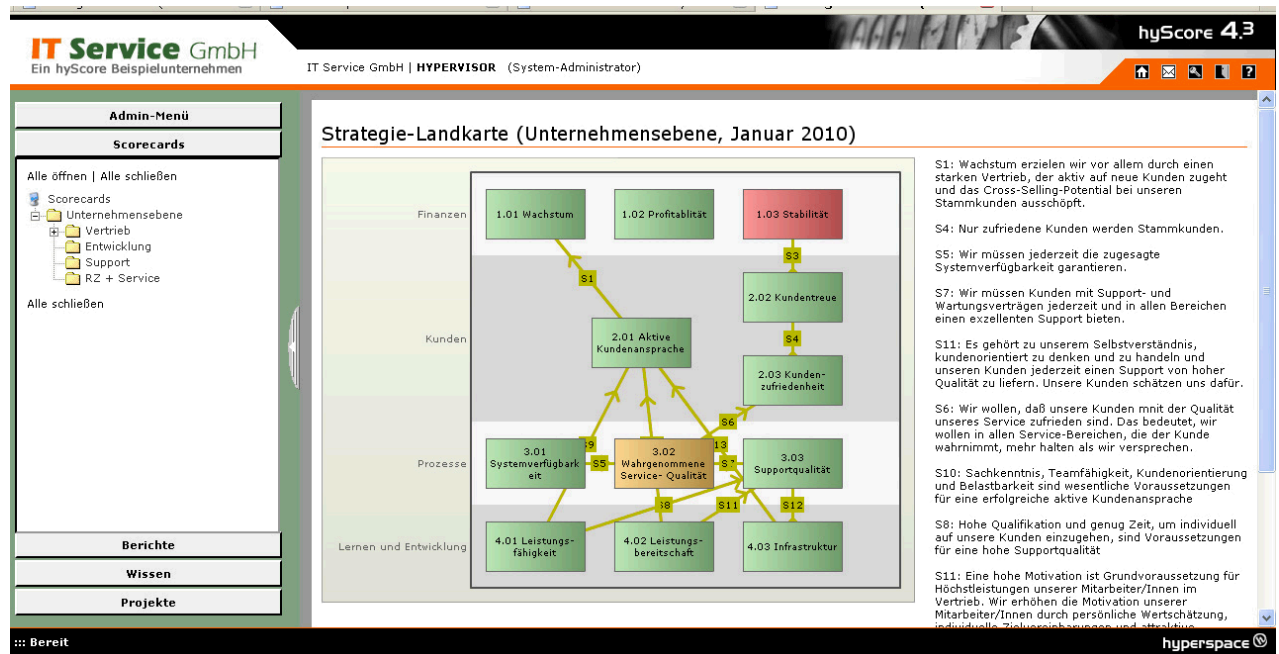 IT Service GmbH
Ein hyScore Beispielunternehmen
hyScore 4.3
IT Service GmbH | HYPERVISOR (System-Administrator)
Admin-Menü
Scorecards
Alle öffnen | Alle schließen
Scorecards
Unternehmensebene
Vertrieb
Entwicklung
Support
RZ + Service
Alle schließen
Berichte
Wissen
Projekte
Strategie-Landkarte (Unternehmensebene, Januar 2010)
Finanzen
1.01 Wachstum
1.02 Profitablität
1.03 Stabilität
S3
S1
2.02 Kundentreue
Kunden
2.01 Aktive
Kundenansprache
S4
2.03 Kunden-
zufriedenheit
S6
Prozesse
3.01
Systemverfügbark
eit
S9
S5
3.02
Wahrgenommene
Service- Qualität
13
S7
3.03
Supportqualität
S8
S11
S12
Lernen und Entwicklung
4.01 Leistungs-
fähigkeit
4.02 Leistungs-
bereitschaft
4.03 Infrastruktur
S1: Wachstum erzielen wir vor allem durch einen
starken Vertrieb, der aktiv auf neue Kunden zugeht
und das Cross-Selling-Potential bei unseren
Stammkunden ausschöpft.
S4: Nur zufriedene Kunden werden Stammkunden.
S5: Wir müssen jederzeit die zugesagte
Systemverfügbarkeit garantieren.
S7: Wir müssen Kunden mit Support- und
Wartungsverträgen jederzeit und in allen Bereichen
einen exzellenten Support bieten.
S11: Es gehört zu unserem Selbstverständnis,
kundenorientiert zu denken und zu handeln und
unseren Kunden jederzeit einen Support von hoher
Qualität zu liefern. Unsere Kunden schätzen uns dafür.
S6: Wir wollen, daß unsere Kunden mnit der Qualität
unseres Service zufrieden sind. Das bedeutet, wir
wollen in allen Service-Bereichen, die der Kunde
wahrnimmt, mehr halten als wir versprechen.
S10: Sachkenntnis, Teamfähigkeit, Kundenorientierung
und Belastbarkeit sind wesentliche Voraussetzungen
für eine erfolgreiche aktive Kundenansprache
S8: Hohe Qualifikation und genug Zeit, um individuell
auf unsere Kunden einzugehen, sind Voraussetzungen
für eine hohe Supportqualität
S11: Eine hohe Motivation ist Grundvoraussetzung für
Höchstleistungen unserer Mitarbeiter/Innen im
Vertrieb. Wir erhöhen die Motivation unserer
Mitarbeiter/Innen durch persönliche Wertschätzung,
individuelle Zielvereinbarungen und attraktive
::: Bereit
hyperspace